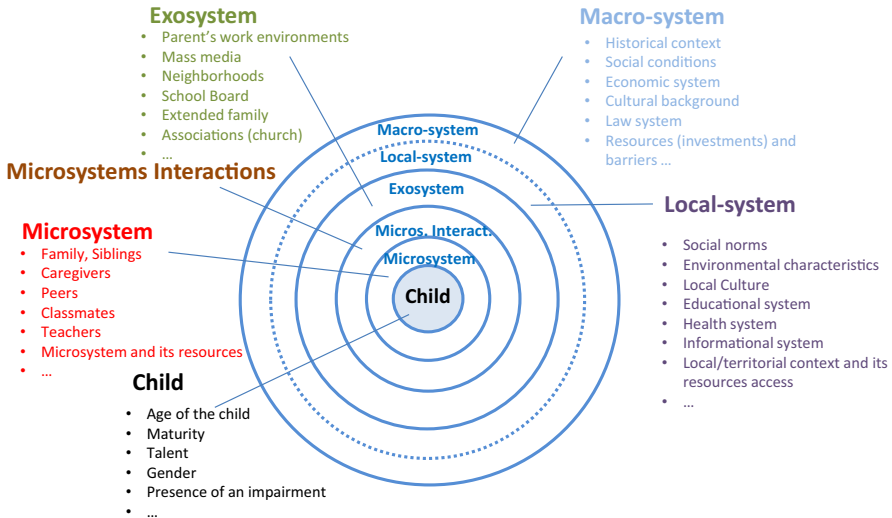 Exosystem
• Parent's work environments
• Mass media
• Neighborhoods
• School Board
• Extended family
• Associations (church)
• ...
Macro-system
• Historical context
• Social conditions
• Economic system
• Cultural background
• Law system
• Resources (investments) and
barriers ...
Microsystems Interactions
Microsystem
• Family, Siblings
• Caregivers
• Peers
• Classmates
• Teachers
• Microsystem and its resources
• ...
Child
• Age of the child
• Maturity
• Talent
• Gender
• Presence of an impairment
• ...
Macro-system
Local-system
Exosystem
Micros. Interact.
Microsystem
Child
Local-system
• Social norms
• Environmental characteristics
• Local Culture
• Educational system
• Health system
• Informational system
• Local/territorial context and its
resources access
• ...